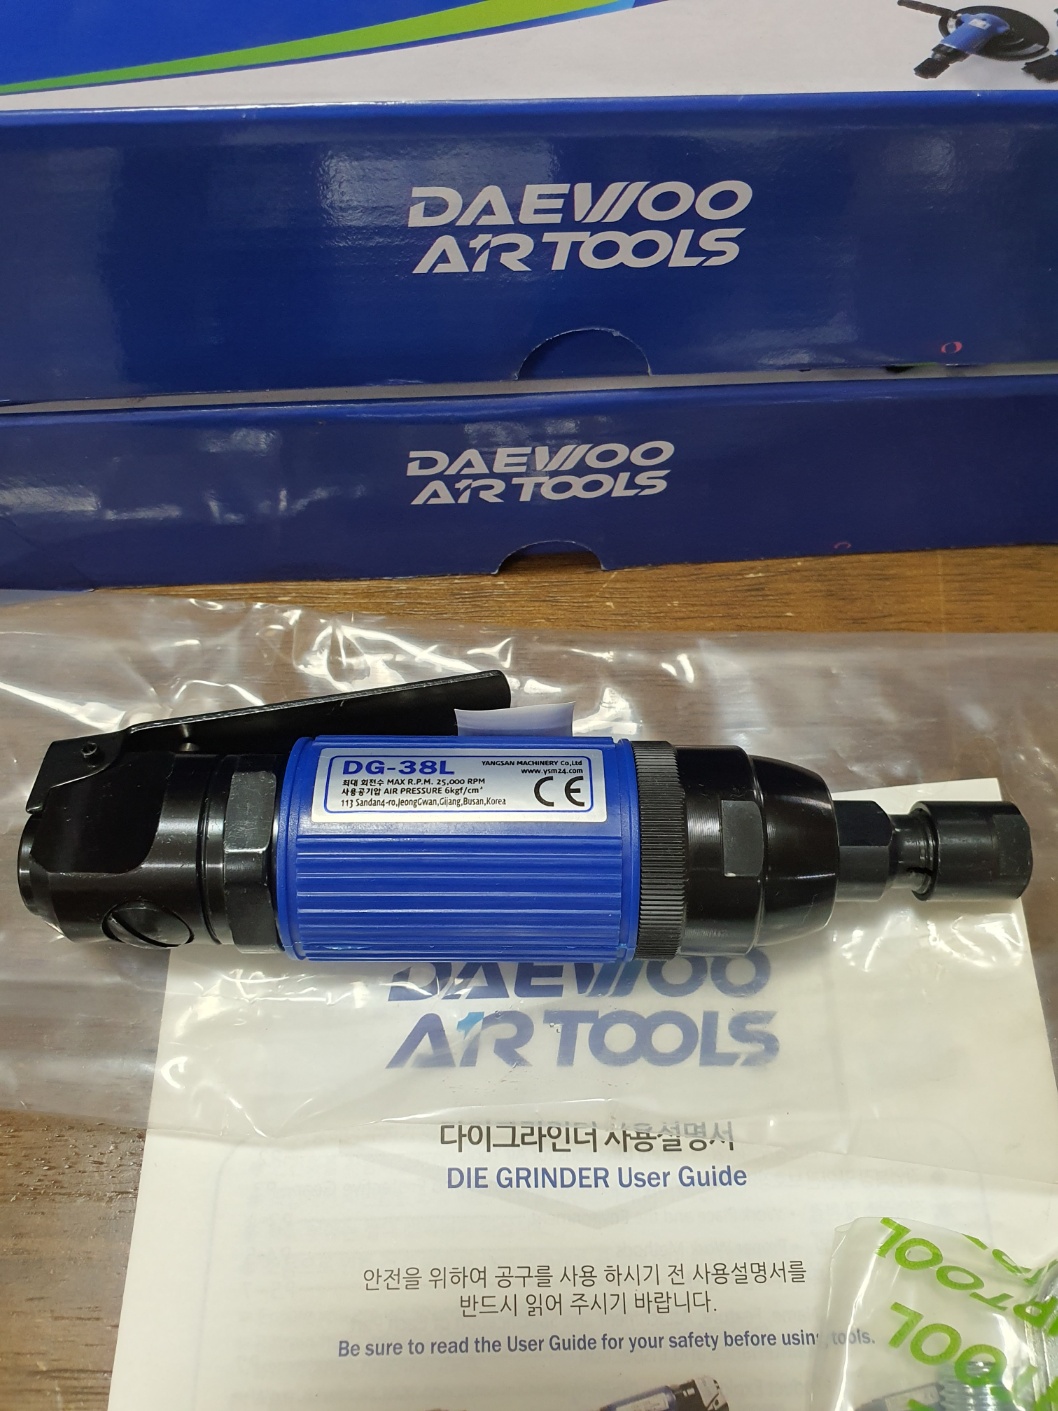 DAEWOO
AIR TOOLS
DAEWOO
AIR TOOLS
DG-38L
YANGSAN MACHINERY Co,Ltd
www.ysm24.com
최대 회전수 MAX R.P.M. 25,000 RPM
사용공기압 AIR PRESSURE 6kgf/cm²
113 Sandan4-ro,JeongGwan,Gijang,Busan,Korea
CE
DAEWOO
AIR TOOLS
다이그라인더 사용설명서
DIE GRINDER User Guide
안전을 위하여 공구를 사용 하시기 전 사용설명서를
반드시 읽어 주시기 바랍니다.
Be sure to read the User Guide for your safety before using tools.
TOOL
TOOL